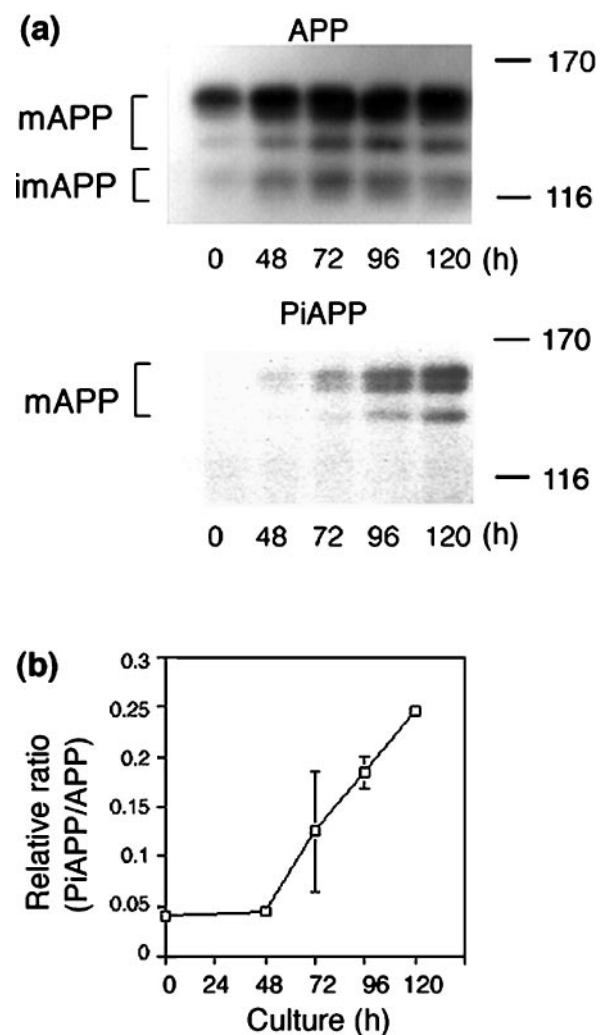 (a)
APP
170
mAPP
imAPP
116
0 48 72 96 120 (h)
PiAPP
170
mAPP
116
0 48 72 96 120 (h)
(b)
0.3
0.25
0.2
0.15
0.1
0.05
0
Relative ratio
(PiAPP/APP)
0 24 48 72 96 120
Culture (h)